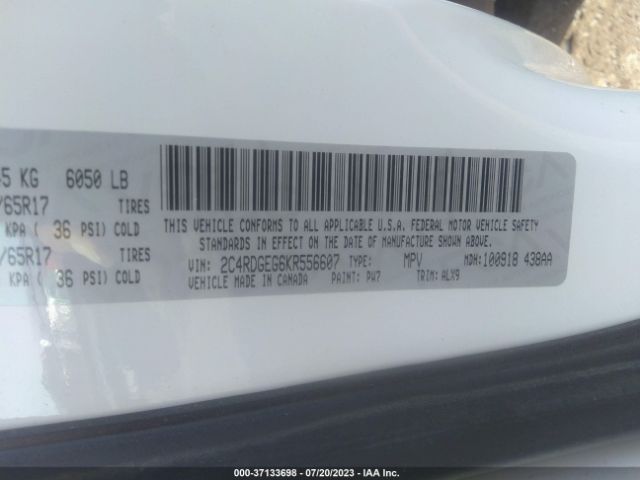 5 KG 6050 LB
/65R17 TIRES
KPA ( 36 PSI) COLD
/65R17 TIRES
KPA ( 36 PSI) COLD
THIS VEHICLE CONFORMS TO ALL APPLICABLE U.S.A. FEDERAL MOTOR VEHICLE SAFETY
STANDARDS IN EFFECT ON THE DATE OF MANUFACTURE SHOWN ABOVE.
VIN: 2C4RDGEG6KR556607 TYPE: MPV MDH: 100918 438AA
VEHICLE MADE IN CANADA PAINT: PW7 TRIM: ALX9
000-37133698 - 07/20/2023 - IAA Inc.